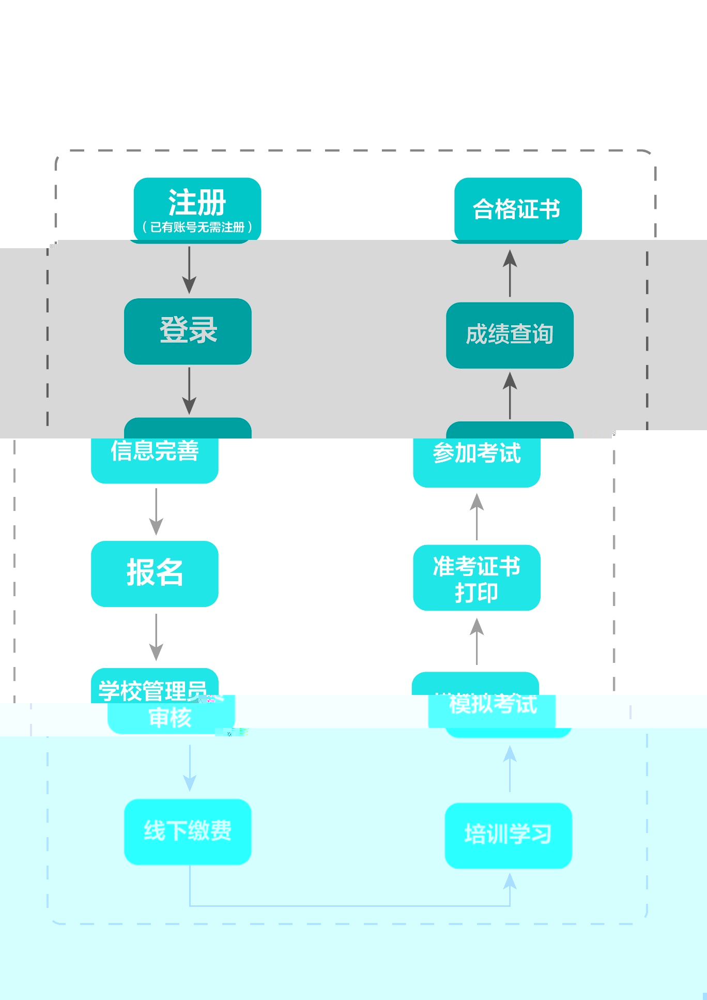 注册
（已有账号无需注册）
登录
信息完善
报名
学校管理员
审核
线下缴费
培训学习
模拟考试
准考证书
打印
参加考试
成绩查询
合格证书